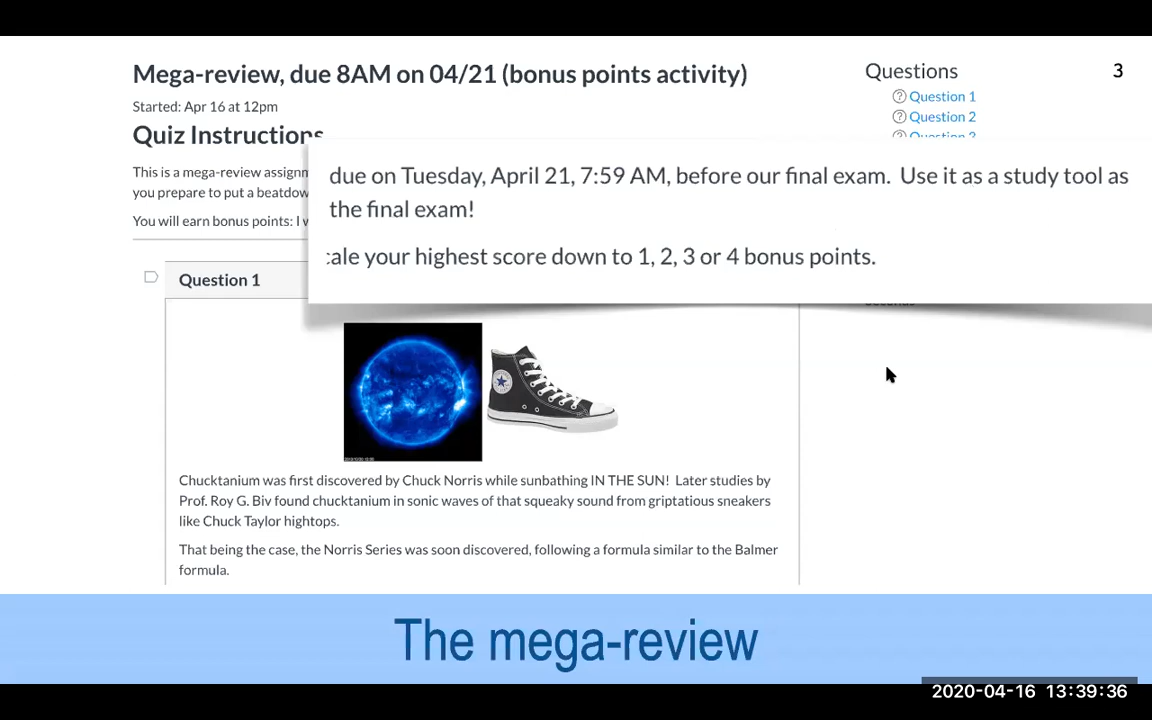 Mega-review, due 8AM on 04/21 (bonus points activity)
Started: Apr 16 at 12pm
Quiz Instructions
This is a mega-review assignm
you prepare to put a beatdow
You will earn bonus points: I w
due on Tuesday, April 21, 7:59 AM, before our final exam. Use it as a study tool as
the final exam!
ale your highest score down to 1, 2, 3 or 4 bonus points.
Questions
3
Question 1
Question 2
Question 1
Chucktanium was first discovered by Chuck Norris while sunbathing IN THE SUN! Later studies by
Prof. Roy G. Biv found chucktanium in sonic waves of that squeaky sound from griptatious sneakers
like Chuck Taylor hightops.
That being the case, the Norris Series was soon discovered, following a formula similar to the Balmer
formula.
The mega-review
2020-04-16 13:39:36